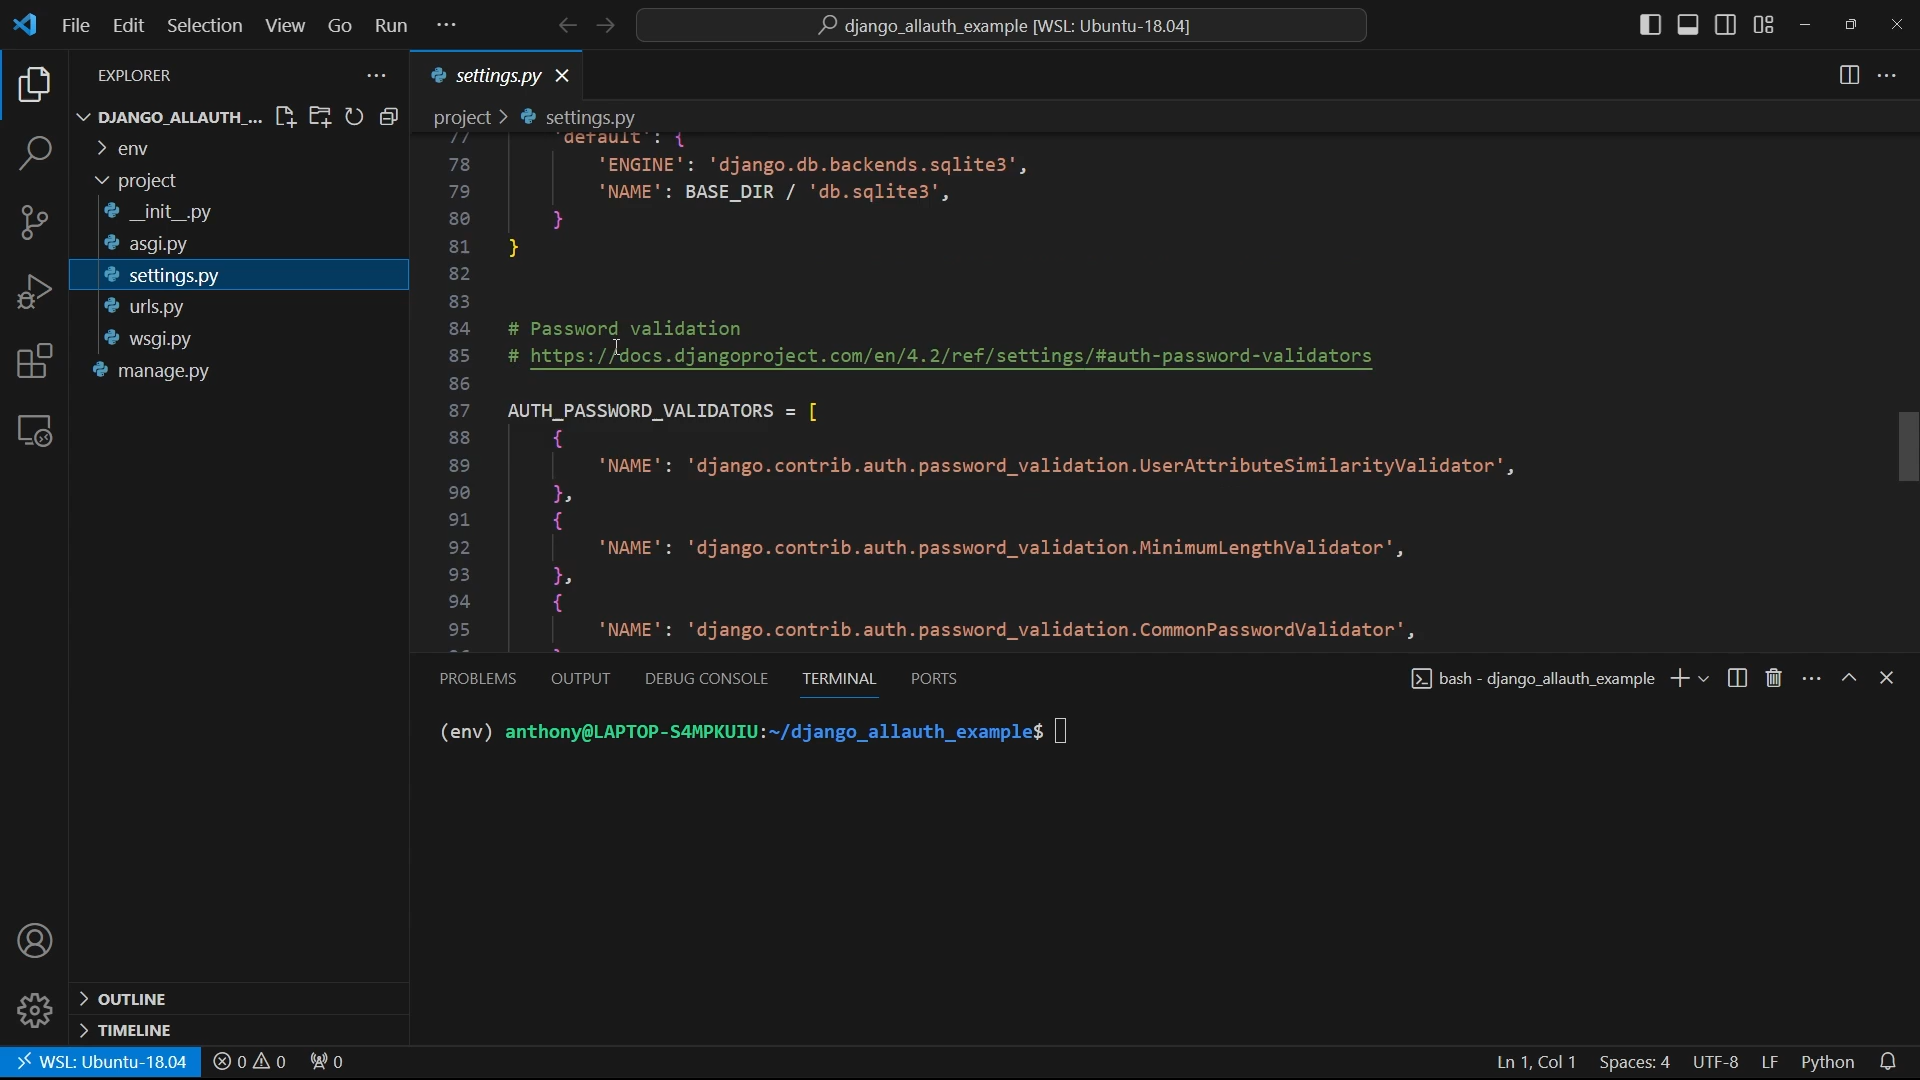 File Edit Selection View Go Run ···
django_allauth_example [WSL: Ubuntu-18.04]
EXPLORER
DJANGO_ALLAUTH_...
env
project
__init__.py
asgi.py
settings.py
urls.py
wsgi.py
manage.py
OUTLINE
TIMELINE
settings.py
project > settings.py
77 'default': {
78 'ENGINE': 'django.db.backends.sqlite3',
79 'NAME': BASE_DIR / 'db.sqlite3',
80 }
81 }
82
83
84 # Password validation
85 # https://docs.djangoproject.com/en/4.2/ref/settings/#auth-password-validators
86
87 AUTH_PASSWORD_VALIDATORS = [
88 {
89 'NAME': 'django.contrib.auth.password_validation.UserAttributeSimilarityValidator',
90 },
91 {
92 'NAME': 'django.contrib.auth.password_validation.MinimumLengthValidator',
93 },
94 {
95 'NAME': 'django.contrib.auth.password_validation.CommonPasswordValidator',
PROBLEMS OUTPUT DEBUG CONSOLE TERMINAL PORTS
bash - django_allauth_example
(env) anthony@LAPTOP-S4MPKUIU:~/django_allauth_example$
WSL: Ubuntu-18.04 0 0 0
Ln 1, Col 1 Spaces: 4 UTF-8 LF Python